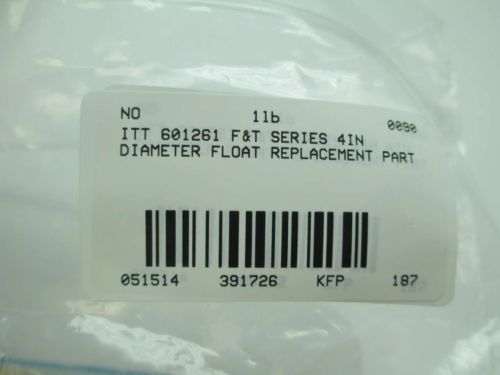 NO 1lb 0090
ITT 601261 F&T SERIES 4IN
DIAMETER FLOAT REPLACEMENT PART
051514 391726 KFP 187